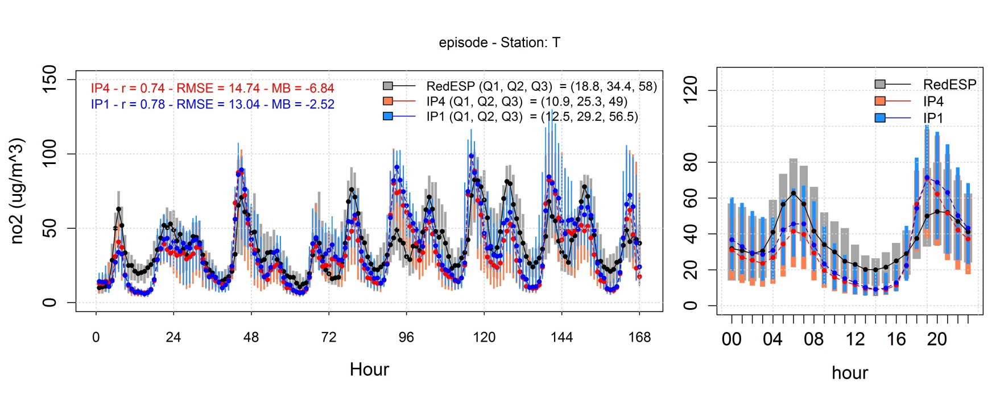 episode - Station: T
IP4 - r = 0.74 - RMSE = 14.74 - MB = -6.84
IP1 - r = 0.78 - RMSE = 13.04 - MB = -2.52
RedESP (Q1, Q2, Q3) = (18.8, 34.4, 58)
IP4 (Q1, Q2, Q3) = (10.9, 25.3, 49)
IP1 (Q1, Q2, Q3) = (12.5, 29.2, 56.5)
no2 (ug/m^3)
150
100
50
0
0 24 48 72 96 120 144 168
Hour
RedESP
IP4
IP1
120
80
60
40
20
0
00 04 08 12 16 20
hour